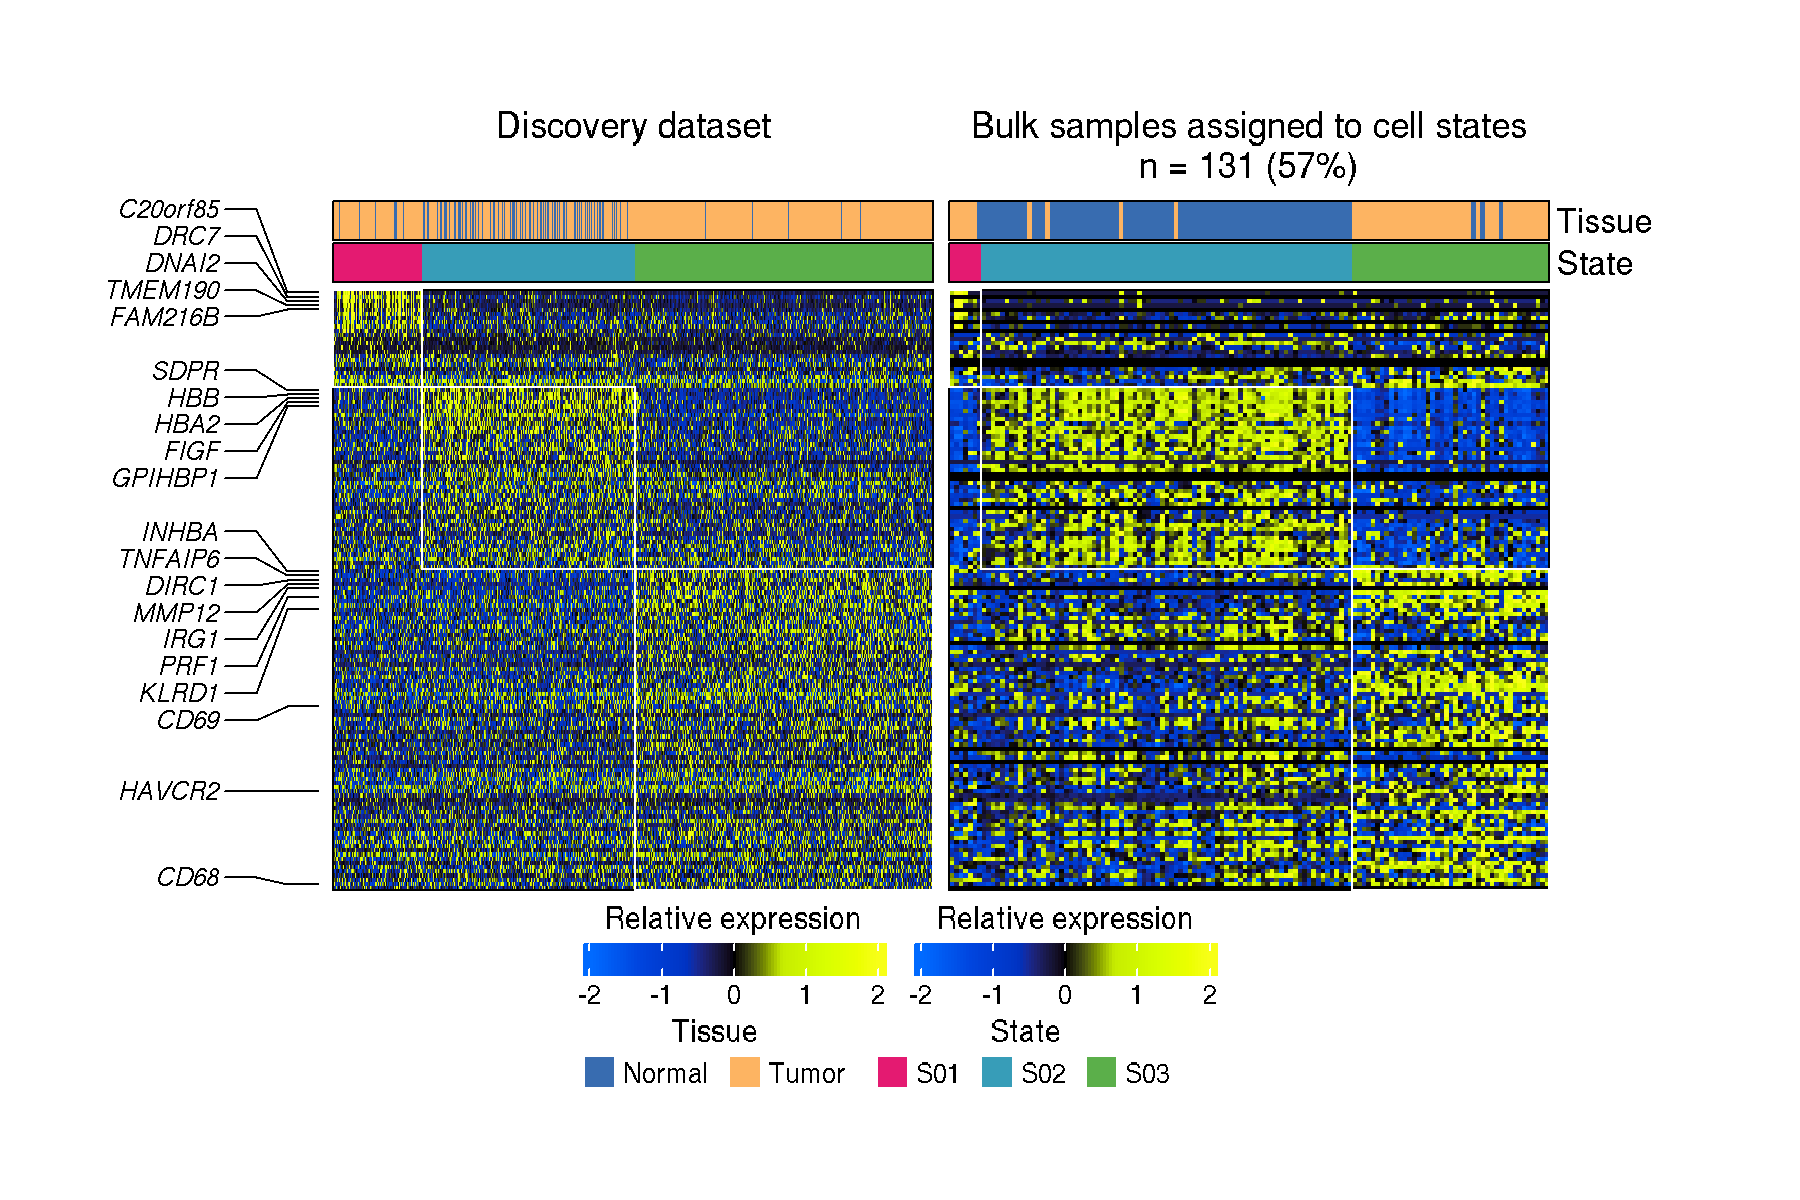 Discovery dataset
Bulk samples assigned to cell states
n = 131 (57%)
Tissue
State
C20orf85
DRC7
DNAI2
TMEM190
FAM216B
SDPR
HBB
HBA2
FIGF
GPIHBP1
INHBA
TNFAIP6
DIRC1
MMP12
IRG1
PRF1
KLRD1
CD69
HAVCR2
CD68
Relative expression
-2 -1 0 1 2
Relative expression
-2 -1 0 1 2
Tissue
Normal Tumor
State
S01 S02 S03